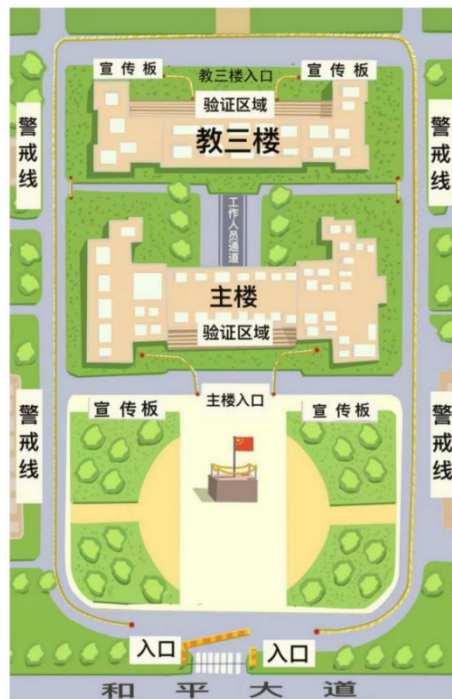 宣传板 教三楼入口 宣传板
验证区域
教三楼
警戒线
警戒线
工作人员通道
主楼
验证区域
主楼入口
宣传板
宣传板
警戒线
警戒线
入口
入口
和平大道